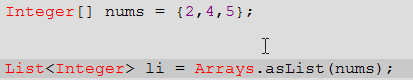 Integer[] nums = {2,4,5};
List<Integer> li = Arrays.asList(nums);